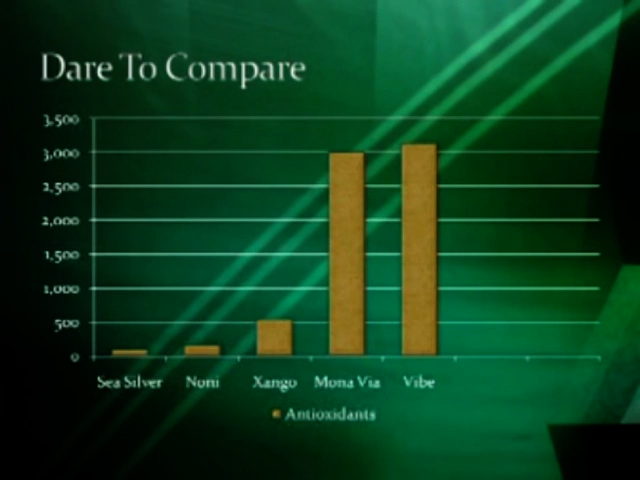 Dare To Compare
3,500
3,000
2,500
2,000
1,500
1,000
500
0
Sea Silver Noni Xango Mona Via Vibe
Antioxidants